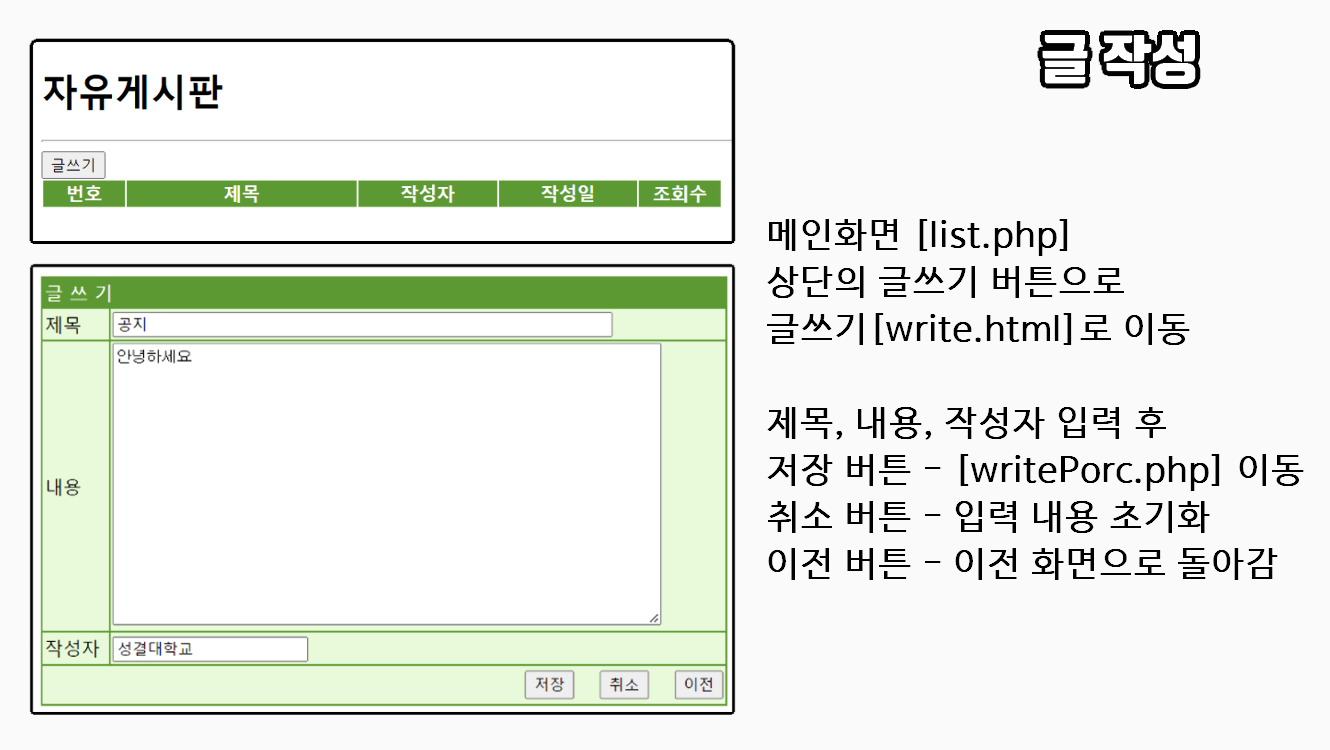 글 작성
자유게시판
글쓰기
번호 제목 작성자 작성일 조회수
글 쓰 기
제목 공지
내용 안녕하세요
작성자 성결대학교
저장 취소 이전
메인화면 [list.php]
상단의 글쓰기 버튼으로
글쓰기[write.html]로 이동
제목, 내용, 작성자 입력 후
저장 버튼 - [writePorc.php] 이동
취소 버튼 - 입력 내용 초기화
이전 버튼 - 이전 화면으로 돌아감